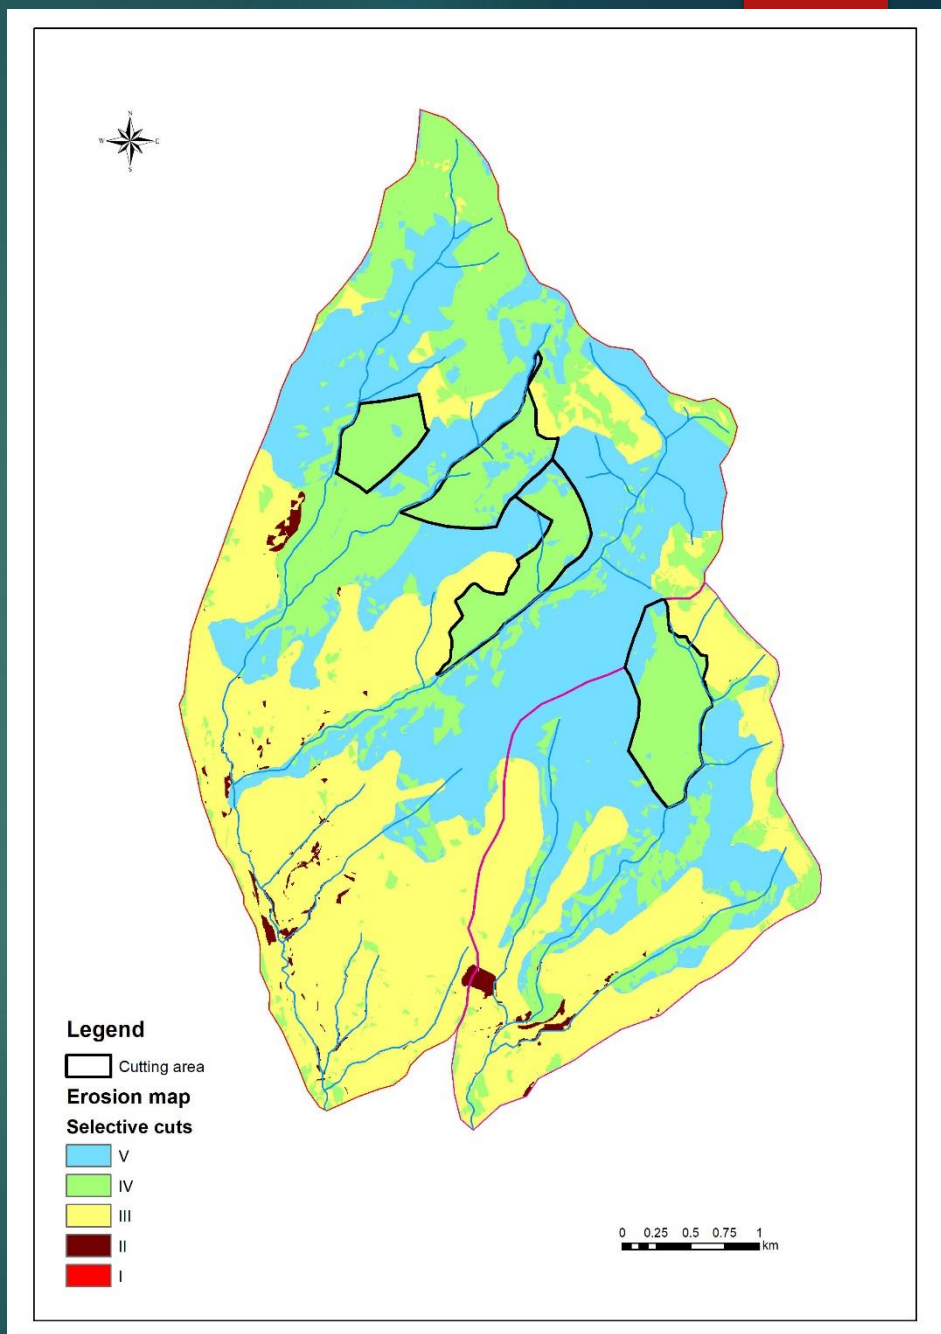 N
W E
S
Legend
Cutting area
Erosion map
Selective cuts
V
IV
III
II
I
0 0.25 0.5 0.75 1
km